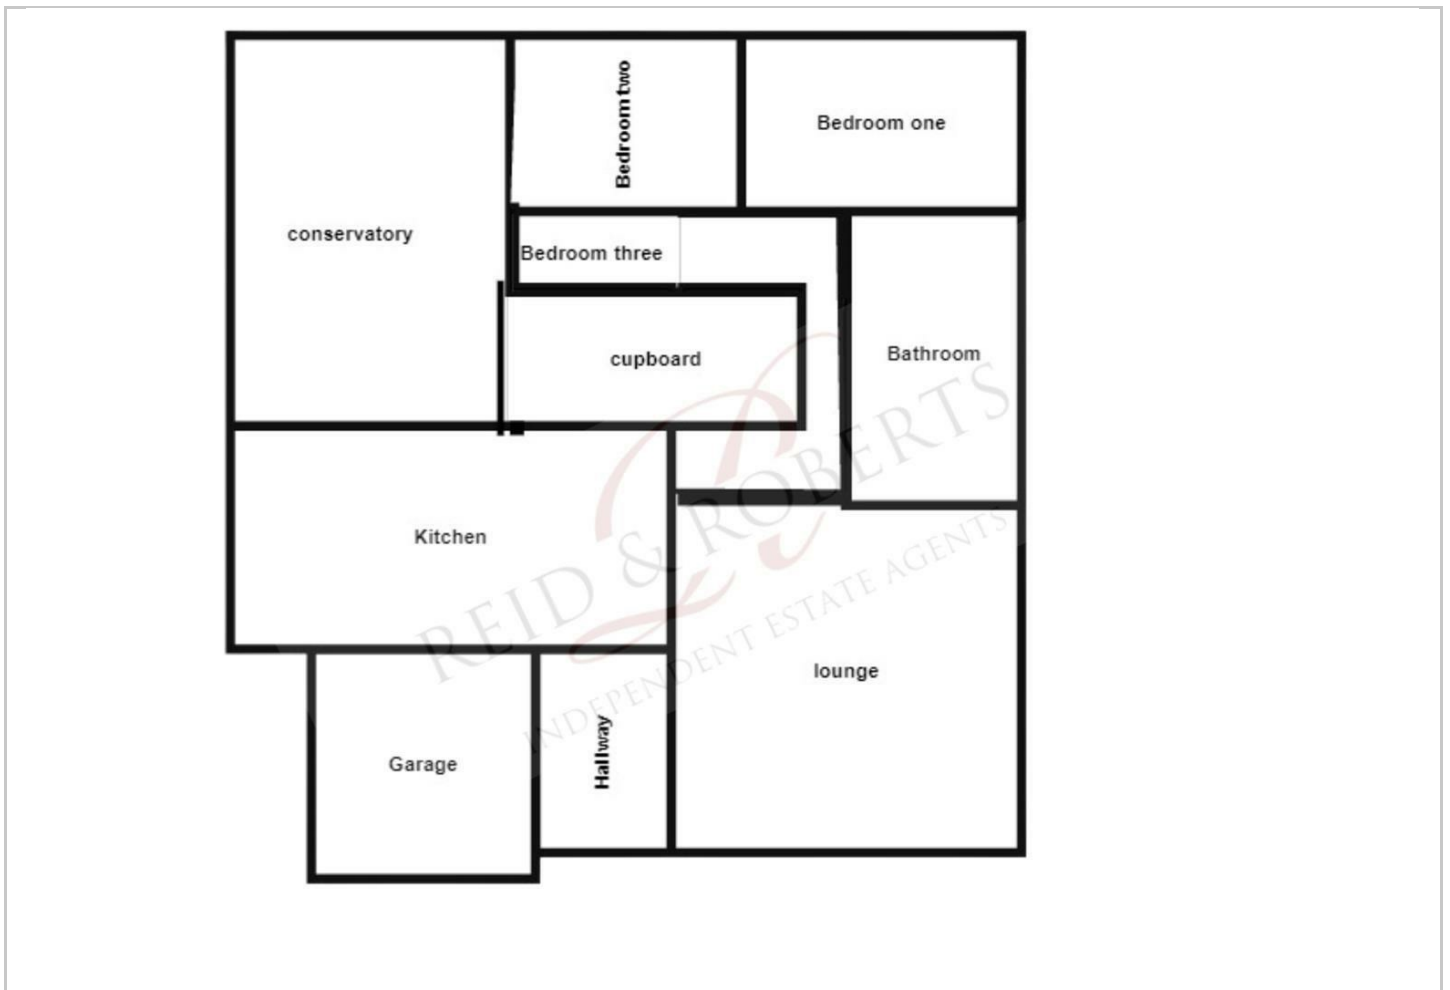 Bedroom two
Bedroom one
conservatory
Bedroom three
cupboard
Bathroom
Kitchen
lounge
Garage
Hallway
REID & ROBERTS
INDEPENDENT ESTATE AGENTS